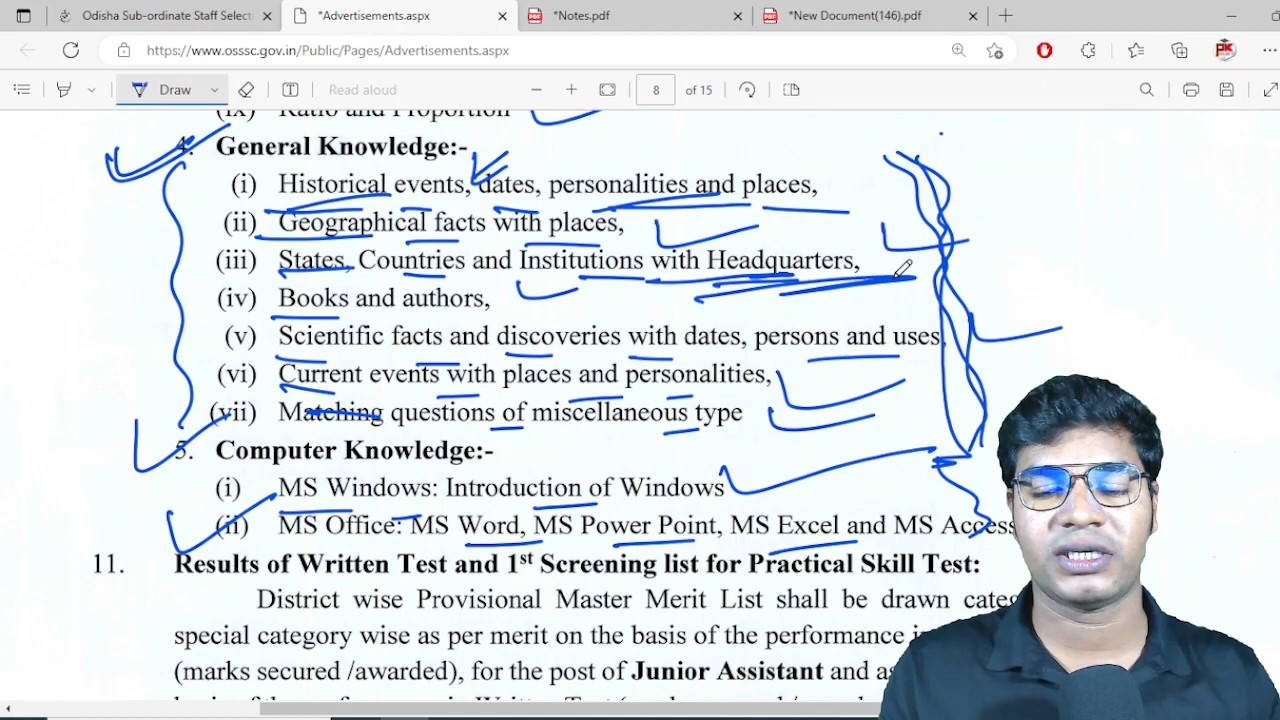 Odisha Sub-ordinate Staff Select
*Advertisements.aspx
*Notes.pdf
*New Document(146).pdf
https://www.osssc.gov.in/Public/Pages/Advertisements.aspx
PK
Draw
Read aloud
8 of 15
(ix) Ratio and Proportion
4. General Knowledge:-
(i) Historical events, dates, personalities and places,
(ii) Geographical facts with places,
(iii) States, Countries and Institutions with Headquarters,
(iv) Books and authors,
(v) Scientific facts and discoveries with dates, persons and uses,
(vi) Current events with places and personalities,
(vii) Matching questions of miscellaneous type
5. Computer Knowledge:-
(i) MS Windows: Introduction of Windows
(ii) MS Office: MS Word, MS Power Point, MS Excel and MS Access
11. Results of Written Test and 1st Screening list for Practical Skill Test:
District wise Provisional Master Merit List shall be drawn
special category wise as per merit on the basis of the performance
(marks secured /awarded), for the post of Junior Assistant and